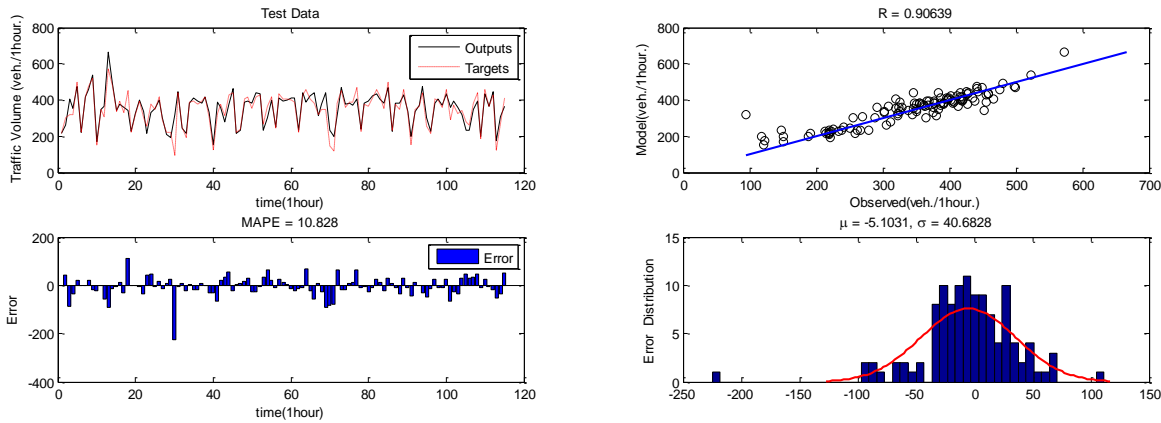 Test Data
Traffic Volume (veh./1hour.)
800
600
400
200
0
Outputs
Targets
0 20 40 60 80 100 120
time(1hour)
R = 0.90639
Model(veh./1hour.)
800
600
400
200
0
0 100 200 300 400 500 600 700
Observed(veh./1hour.)
MAPE = 10.828
Error
200
0
-200
-400
Error
0 20 40 60 80 100 120
time(1hour)
μ = -5.1031, σ = 40.6828
Error Distribution
15
10
5
0
-250 -200 -150 -100 -50 0 50 100 150